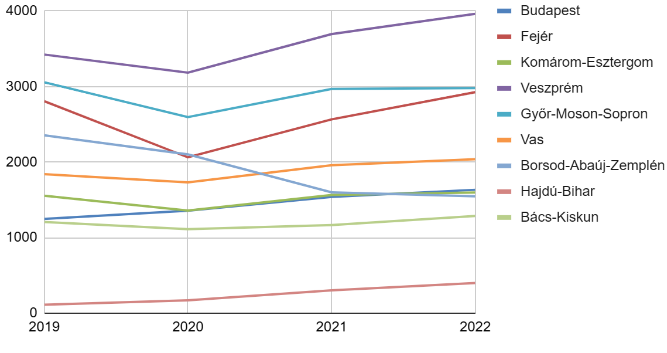 4000
3000
2000
1000
0
2019
2020
2021
2022
Budapest
Fejér
Komárom-Esztergom
Veszprém
Győr-Moson-Sopron
Vas
Borsod-Abaúj-Zemplén
Hajdú-Bihar
Bács-Kiskun